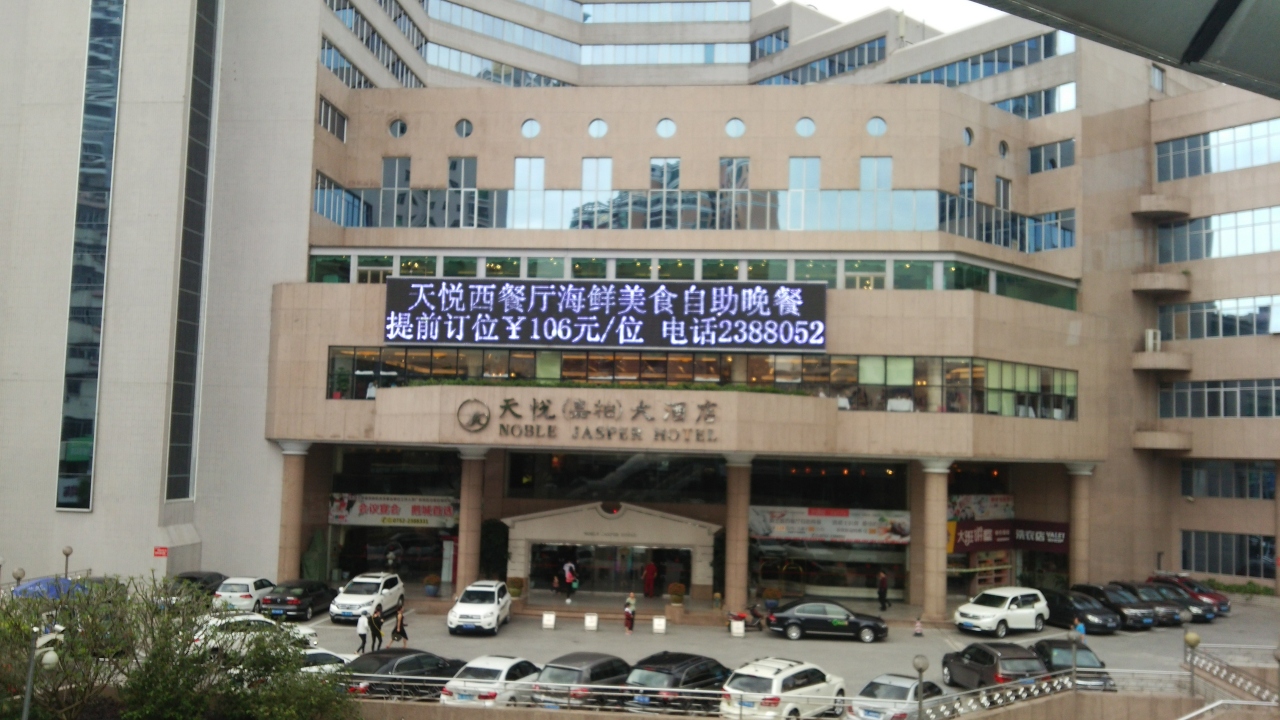 天悦西餐厅海鲜美食自助晚餐
提前订位￥106元/位 电话2388052
天悦(嘉柏)大酒店
NOBLE JASPER HOTEL